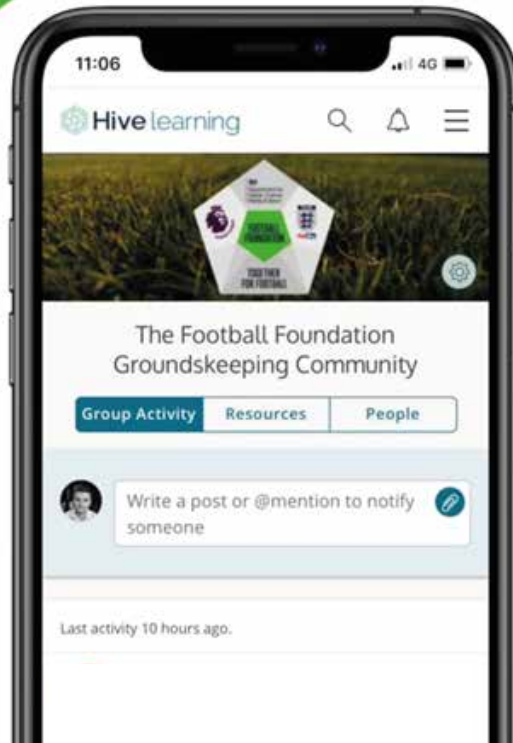 11:06
4G
Hive learning
FOOTBALL
FOUNDATION
TOGETHER
FOR FOOTBALL
The Football Foundation
Groundskeeping Community
Group Activity Resources People
Write a post or @mention to notify
someone
Last activity 10 hours ago.